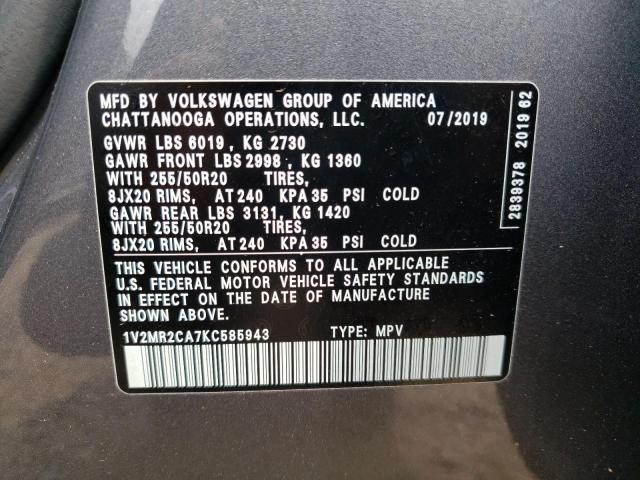 MFD BY VOLKSWAGEN GROUP OF AMERICA
CHATTANOOGA OPERATIONS, LLC. 07/2019
GVWR LBS 6019, KG 2730
GAWR FRONT LBS 2998, KG 1360
WITH 255/50R20 TIRES,
8JX20 RIMS, AT 240 KPA 35 PSI COLD
GAWR REAR LBS 3131, KG 1420
WITH 255/50R20 TIRES,
8JX20 RIMS, AT 240 KPA 35 PSI COLD
THIS VEHICLE CONFORMS TO ALL APPLICABLE
U.S. FEDERAL MOTOR VEHICLE SAFETY STANDARDS
IN EFFECT ON THE DATE OF MANUFACTURE
SHOWN ABOVE.
1V2MR2CA7KC585943 TYPE: MPV
2839378 2019 62